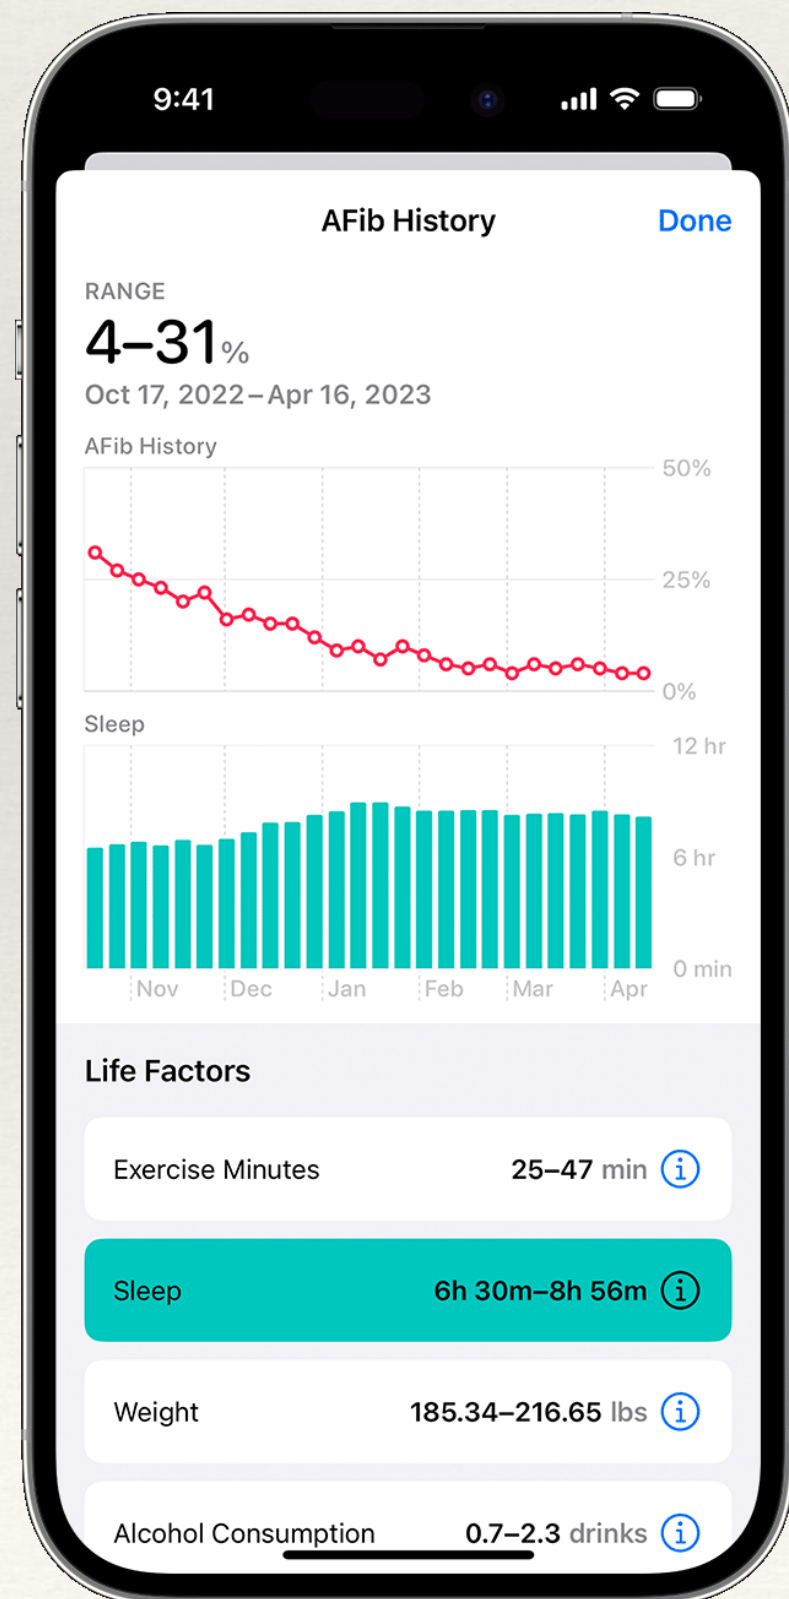 9:41
AFib History
Done
RANGE
4–31%
Oct 17, 2022–Apr 16, 2023
AFib History
50%
25%
0%
Sleep
12 hr
6 hr
0 min
Nov Dec Jan Feb Mar Apr
Life Factors
Exercise Minutes 25–47 min
Sleep 6h 30m–8h 56m
Weight 185.34–216.65 lbs
Alcohol Consumption 0.7–2.3 drinks